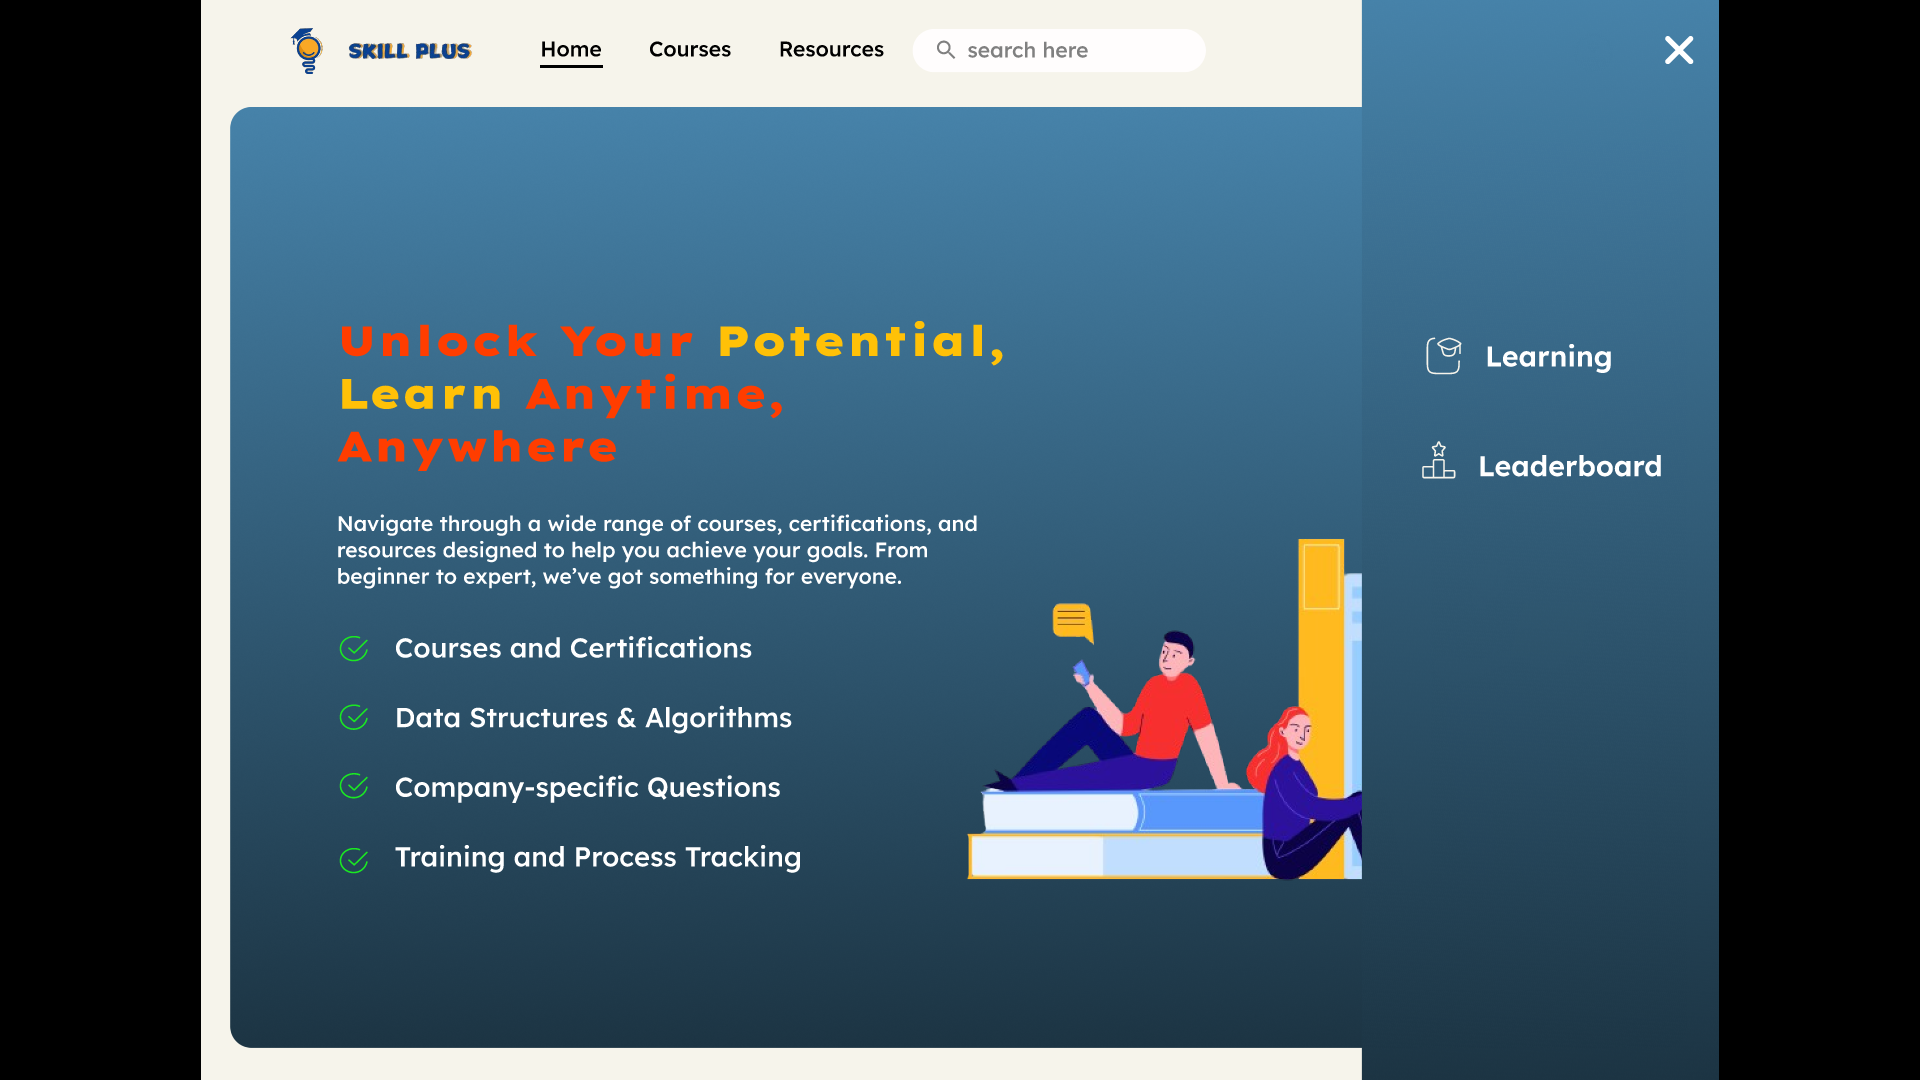 SKILL PLUS
Home
Courses
Resources
search here
Unlock Your Potential,
Learn Anytime,
Anywhere
Navigate through a wide range of courses, certifications, and
resources designed to help you achieve your goals. From
beginner to expert, we’ve got something for everyone.
Courses and Certifications
Data Structures & Algorithms
Company-specific Questions
Training and Process Tracking
Learning
Leaderboard